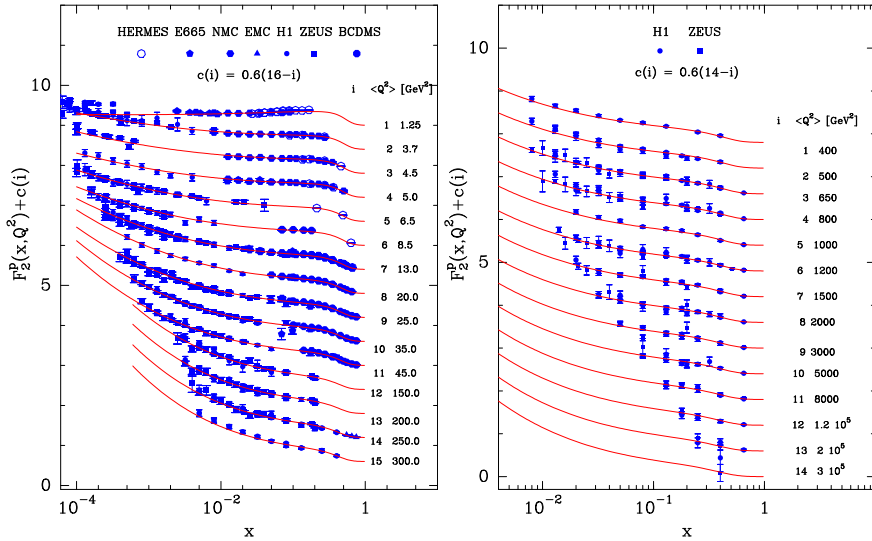 HERMES E665 NMC EMC H1 ZEUS BCDMS
c(i) = 0.6(16-i)
i <Q²> [GeV²]
1 1.25
2 3.7
3 4.5
4 5.0
5 6.5
6 8.5
7 13.0
8 20.0
9 25.0
10 35.0
11 45.0
12 150.0
13 200.0
14 250.0
15 300.0
10
5
0
F₂ᵖ(x,Q²)+c(i)
10⁻⁴ 10⁻² 1
x
H1 ZEUS
c(i) = 0.6(14-i)
i <Q²> [GeV²]
1 400
2 500
3 650
4 800
5 1000
6 1200
7 1500
8 2000
9 3000
10 5000
11 8000
12 1.2 10⁵
13 2 10⁵
14 3 10⁵
10
5
0
F₂ᵖ(x,Q²)+c(i)
10⁻² 10⁻¹ 1
x